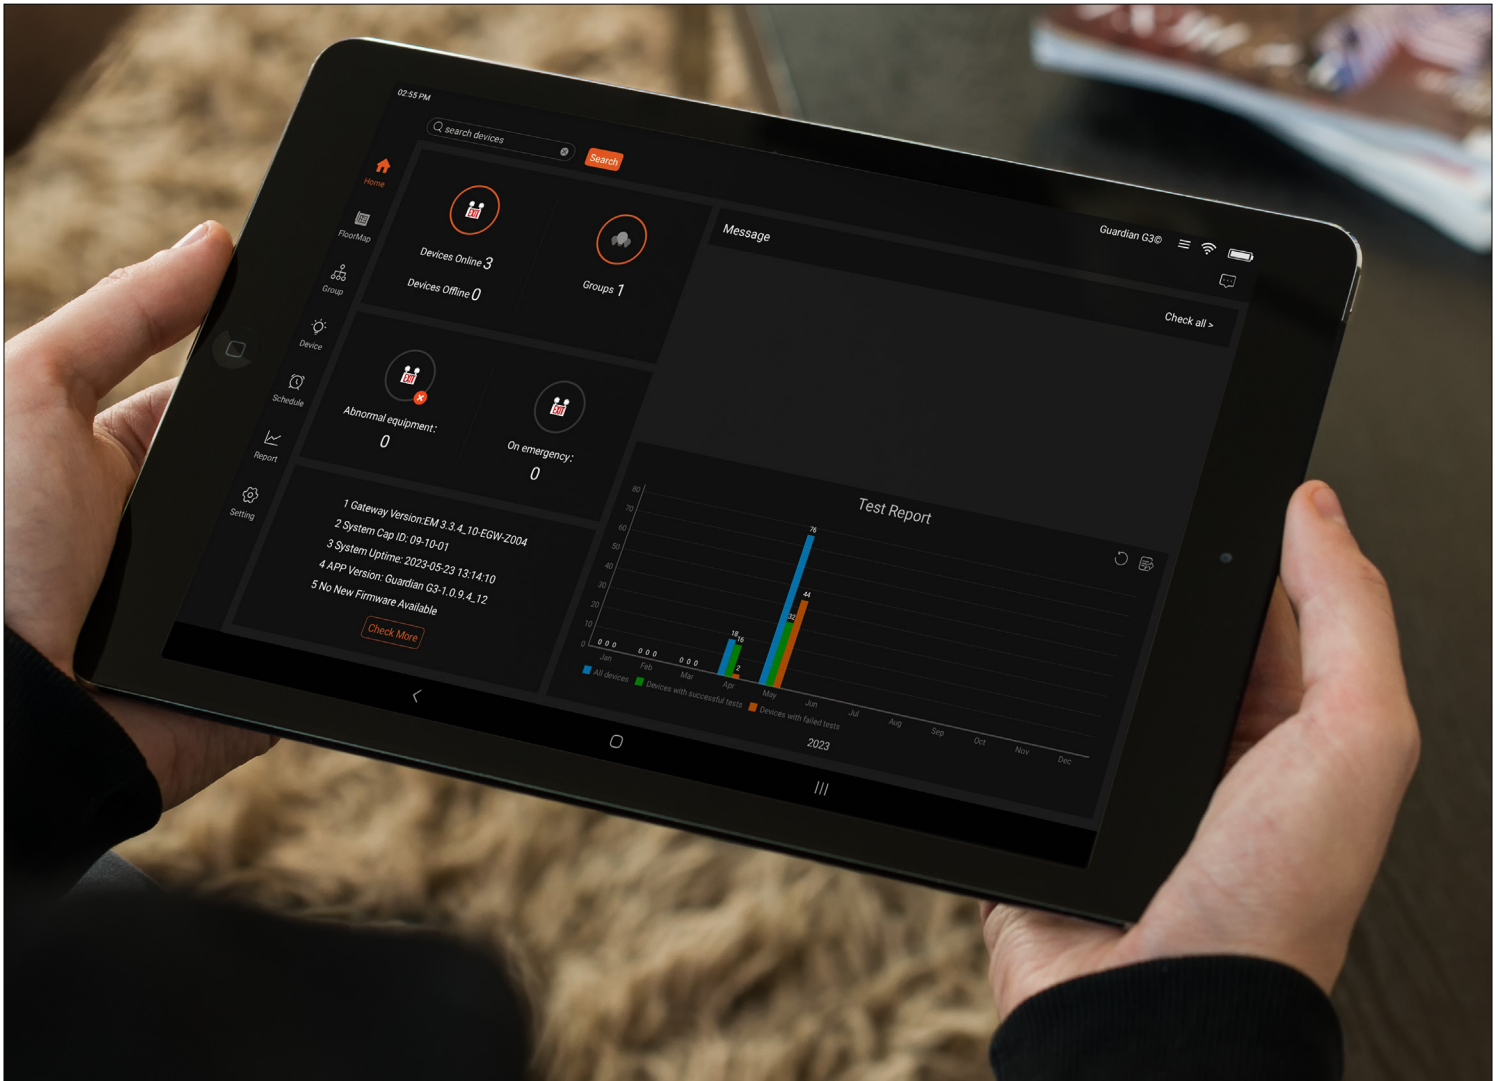 02:55 PM
Guardian G3©
search devices
Search
Home
FloorMap
Group
Device
Schedule
Report
Setting
EXIT
Devices Online 3
Devices Offline 0
Groups 1
EXIT
Abnormal equipment:
0
EXIT
On emergency:
0
1 Gateway Version:EM 3.3.4_10-EGW-Z004
2 System Cap ID: 09-10-01
3 System Uptime: 2023-05-23 13:14:10
4 APP Version: Guardian G3-1.0.9.4_12
5 No New Firmware Available
Check More
Message
Check all >
Test Report
80
70
60
50
40
30
20
10
0
0 0 0
0 0 0
0 0 0
18 16 2
76 32 44
Jan Feb Mar Apr May Jun Jul Aug Sep Oct Nov Dec
All devices Devices with successful tests Devices with failed tests
2023